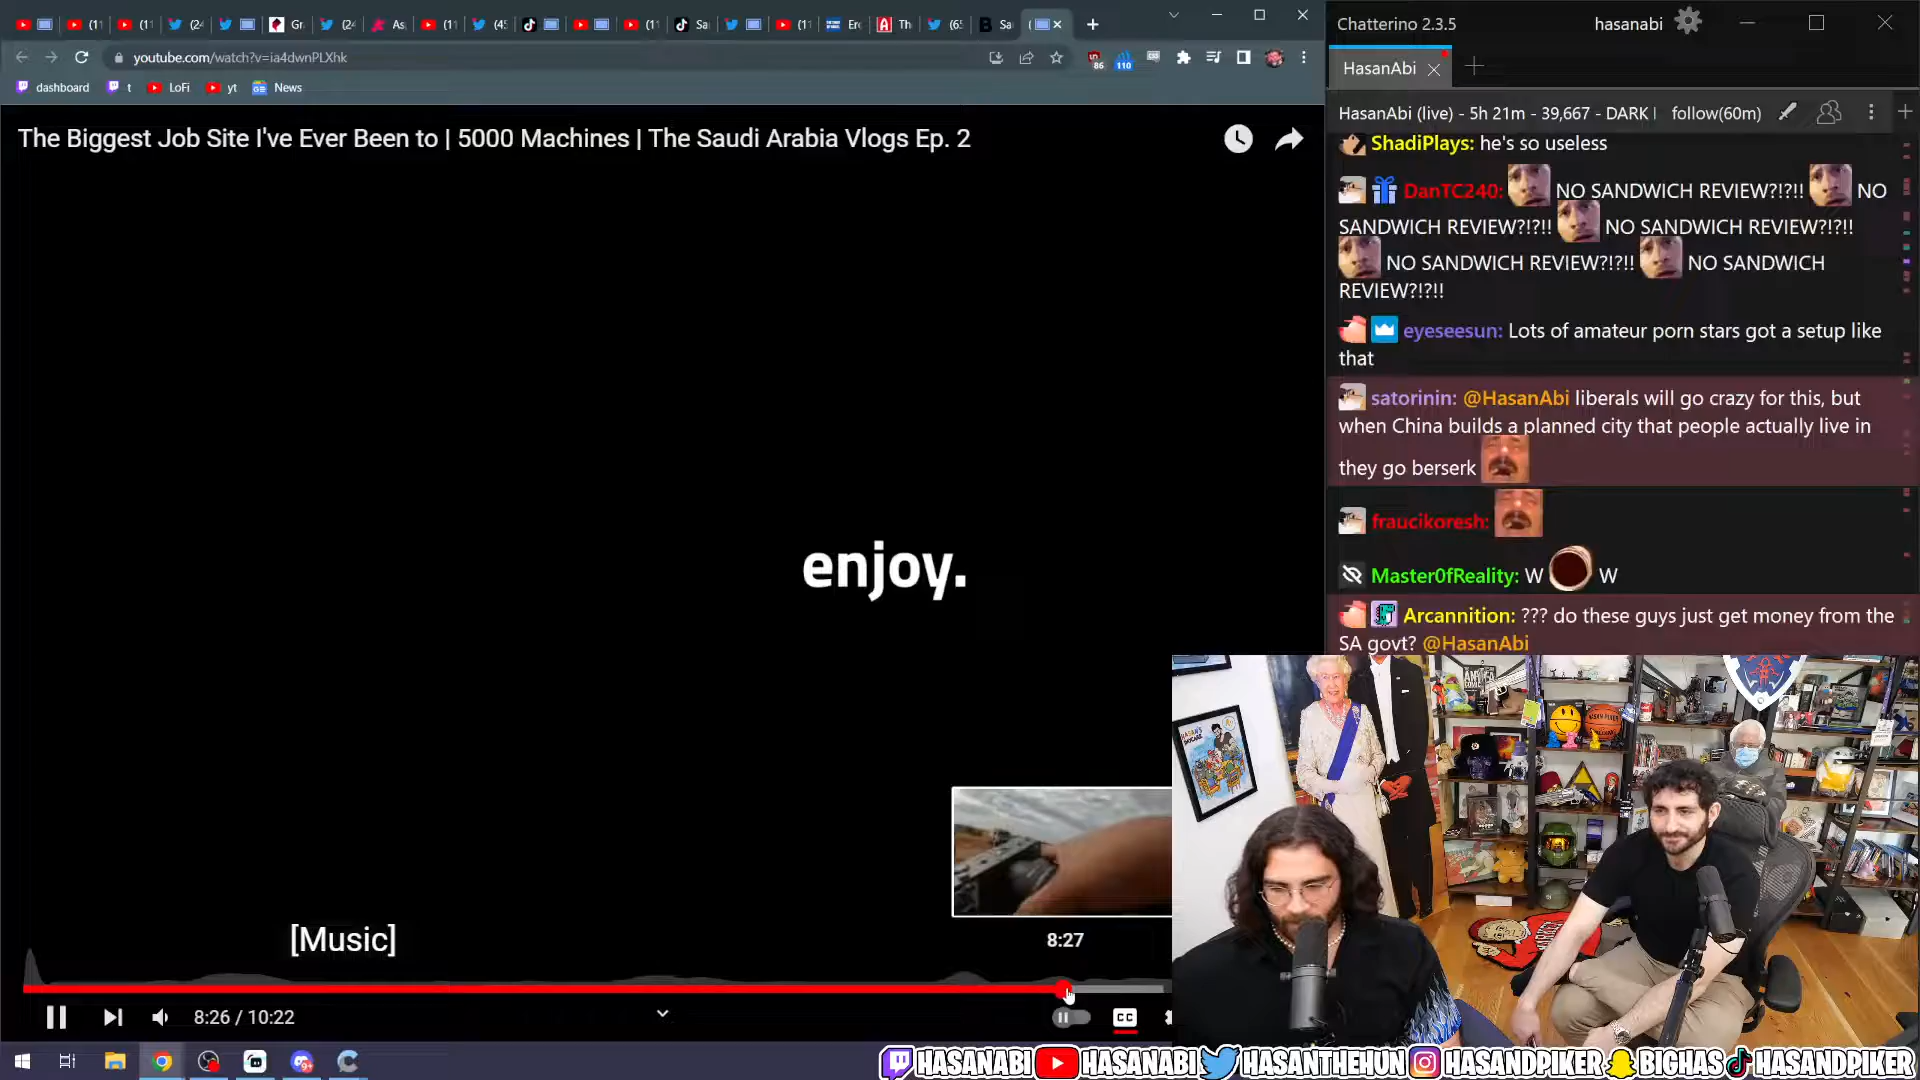 youtube.com/watch?v=ia4dwnPLXhk
dashboard
t
LoFi
yt
News
The Biggest Job Site I've Ever Been to | 5000 Machines | The Saudi Arabia Vlogs Ep. 2
enjoy.
[Music]
8:27
8:26 / 10:22
CC
Chatterino 2.3.5
hasanabi
HasanAbi
HasanAbi (live) - 5h 21m - 39,667 - DARK
follow(60m)
ShadiPlays: he's so useless
DanTC240: NO SANDWICH REVIEW?!?!! NO
SANDWICH REVIEW?!?!! NO SANDWICH REVIEW?!?!!
NO SANDWICH REVIEW?!?!! NO SANDWICH
REVIEW?!?!!
eyeseesun: Lots of amateur porn stars got a setup like
that
satorinin: @HasanAbi liberals will go crazy for this, but
when China builds a planned city that people actually live in
they go berserk
fraucikoresh:
Master0fReality: W W
Arcannition: ??? do these guys just get money from the
SA govt? @HasanAbi
HASANABI HASANABI HASANTHEHUN HASANDPIKER BIGHAS HASANDPIKER